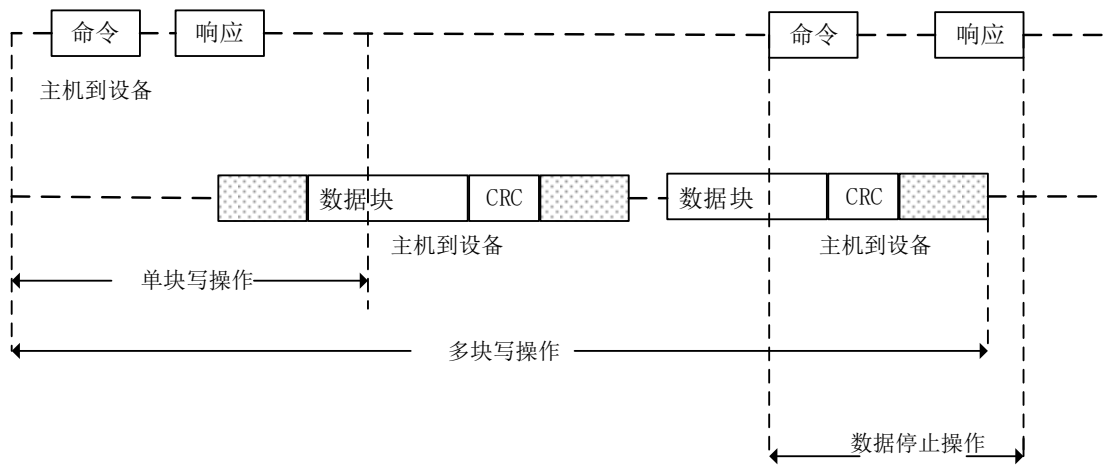 命令 响应 命令 响应
主机到设备
数据块 CRC 数据块 CRC
主机到设备 主机到设备
单块写操作
多块写操作
数据停止操作